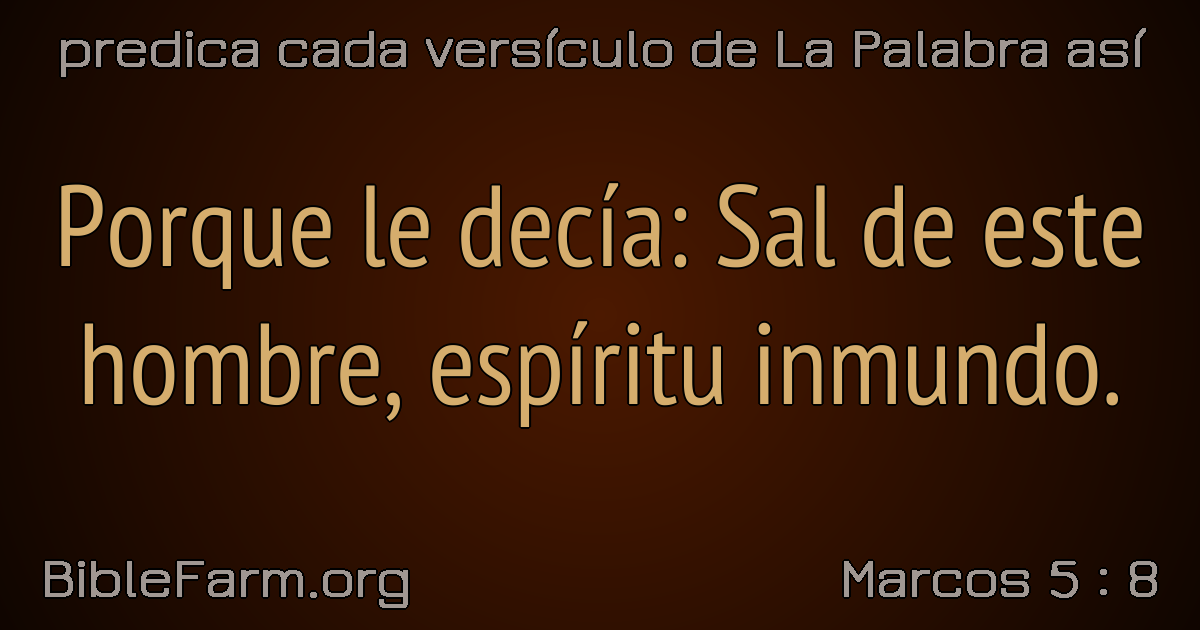 predica cada versículo de La Palabra así
Porque le decía: Sal de este
hombre, espíritu inmundo.
BibleFarm.org
Marcos 5 : 8